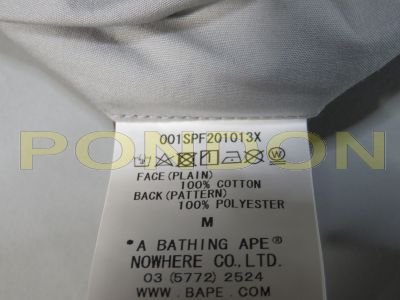 001SPF201013X
FACE(PLAIN)
100% COTTON
BACK(PATTERN)
100% POLYESTER
M
*A BATHING APE®
NOWHERE CO.,LTD.
03(5772)2524
WWW.BAPE.COM
PONDON